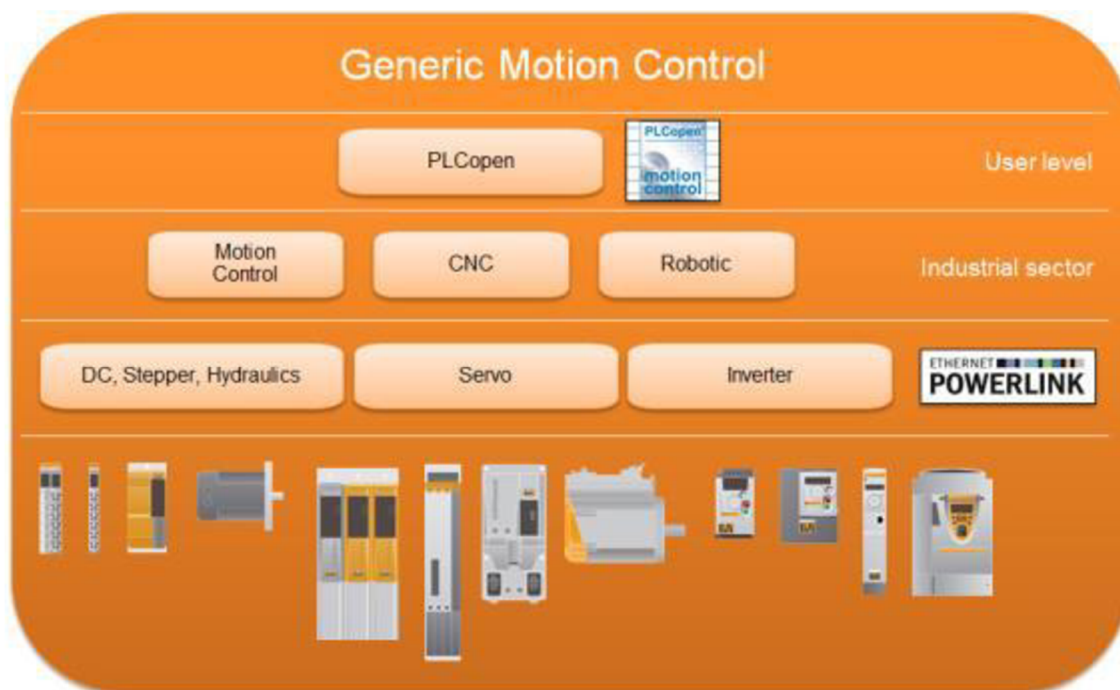 Generic Motion Control
PLCopen
PLCopen
motion
control
User level
Motion
Control
CNC
Robotic
Industrial sector
DC, Stepper, Hydraulics
Servo
Inverter
ETHERNET
POWERLINK